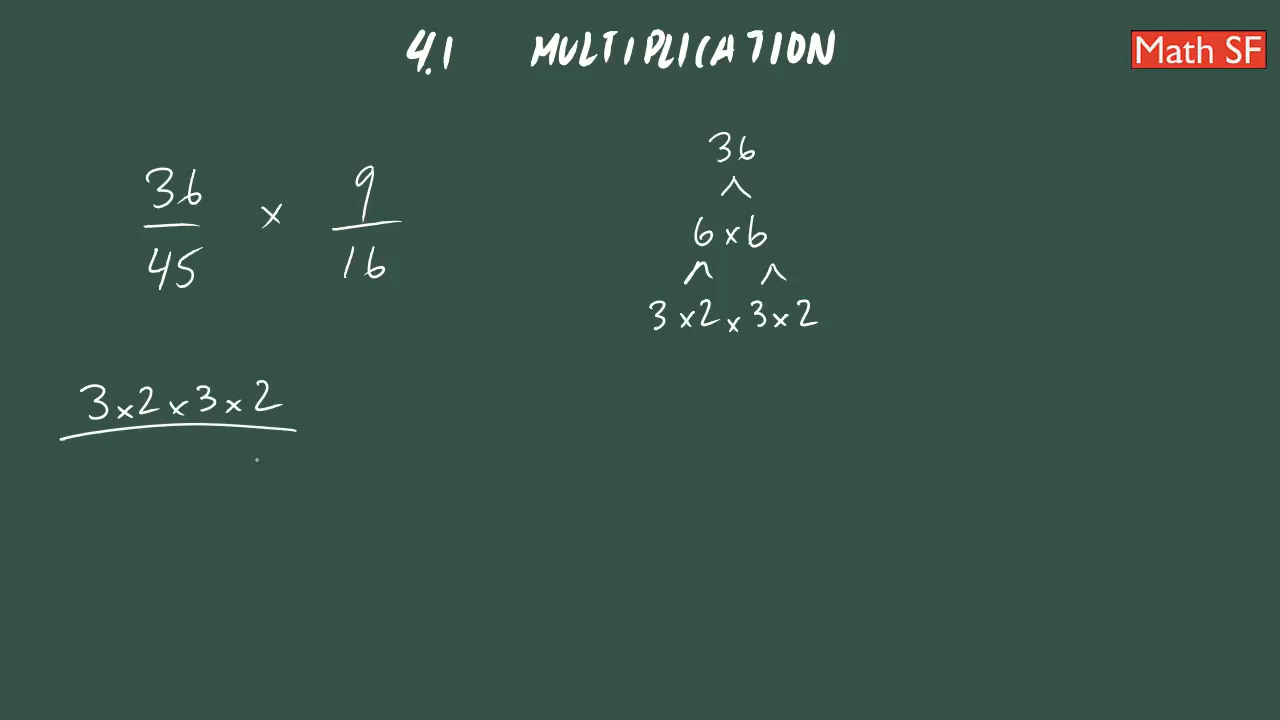 4.1 MULTIPLICATION
Math SF
36
45
×
9
16
36
6 × 6
3 × 2 × 3 × 2
3 × 2 × 3 × 2